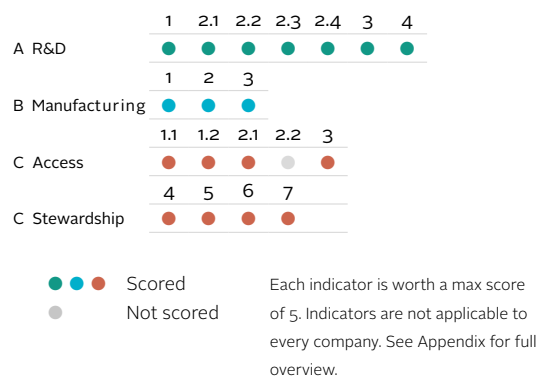 1 2.1 2.2 2.3 2.4 3 4
A R&D
1 2 3
B Manufacturing
1.1 1.2 2.1 2.2 3
C Access
4 5 6 7
C Stewardship
Scored
Not scored
Each indicator is worth a max score
of 5. Indicators are not applicable to
every company. See Appendix for full
overview.